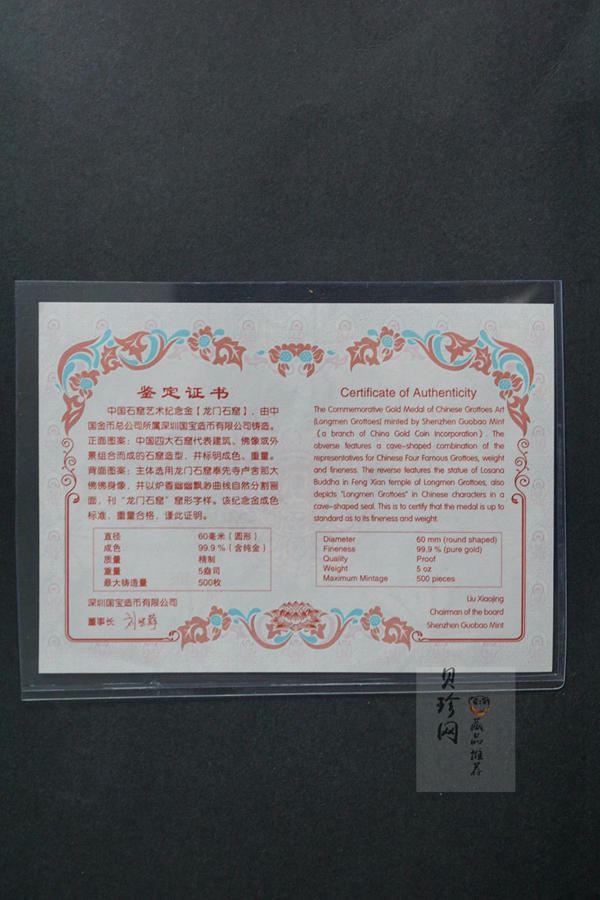 鉴定证书
中国石窟艺术纪念金【龙门石窟】，由中
国金币总公司所属深圳国宝造币有限公司铸造。
正面图案：中国四大石窟代表建筑、佛像或外
景组合而成的石窟造型，并标明成色、重量。
背面图案：主体选用龙门石窟奉先寺卢舍那大
佛佛身像，并以炉香幽幽飘渺曲线自然分割画
面，刊“龙门石窟”窟形字样。该纪念金成色
标准、重量合格，谨此证明。
直径 60毫米（圆形）
成色 99.9％（含纯金）
质量 精制
重量 5盎司
最大铸造量 500枚
深圳国宝造币有限公司
董事长
Certificate of Authenticity
The Commemorative Gold Medal of Chinese Grottoes Art
(Longmen Grottoes) minted by Shenzhen Guobao Mint
(a branch of China Gold Coin Incorporation). The
obverse features a cave-shaped combination of the
representatives for Chinese Four Famous Grottoes, weight
and fineness. The reverse features the statue of Losana
Buddha in Feng Xian temple of Longmen Grottoes, also
depicts "Longmen Grottoes" in Chinese characters in a
cave-shaped seal. This is to certify that the medal is up to
standard as to its fineness and weight.
Diameter 60 mm (round shaped)
Fineness 99.9 % (pure gold)
Quality Proof
Weight 5 oz
Maximum Mintage 500 pieces
Liu Xiaojing
Chairman of the board
Shenzhen Guobao Mint
贝珍网
藏品推荐